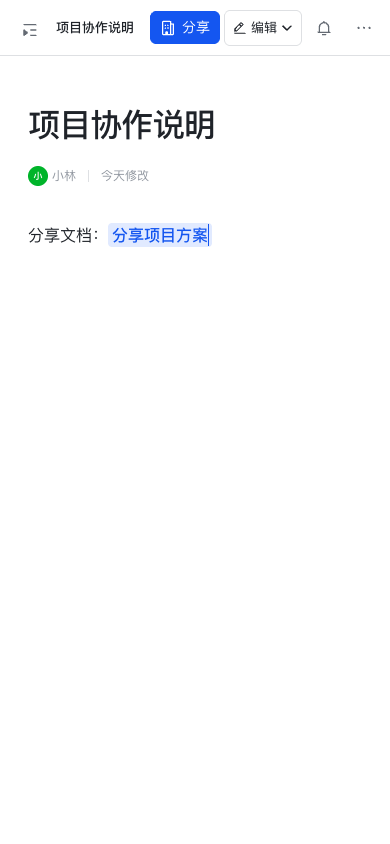 项目协作说明
分享
编辑
项目协作说明
小 小林 今天修改
分享文档：分享项目方案